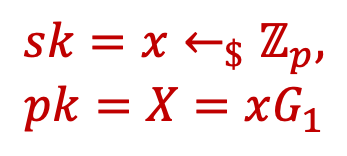 sk = x ←$ ℤp,
pk = X = xG1